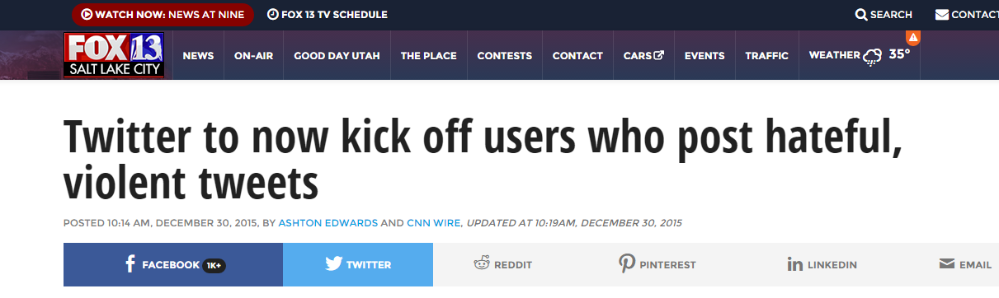 WATCH NOW: NEWS AT NINE FOX 13 TV SCHEDULE SEARCH CONTACT
FOX 13
SALT LAKE CITY
NEWS ON-AIR GOOD DAY UTAH THE PLACE CONTESTS CONTACT CARS EVENTS TRAFFIC WEATHER 35°
Twitter to now kick off users who post hateful,
violent tweets
POSTED 10:14 AM, DECEMBER 30, 2015, BY ASHTON EDWARDS AND CNN WIRE, UPDATED AT 10:19AM, DECEMBER 30, 2015
FACEBOOK 1K+ TWITTER REDDIT PINTEREST LINKEDIN EMAIL